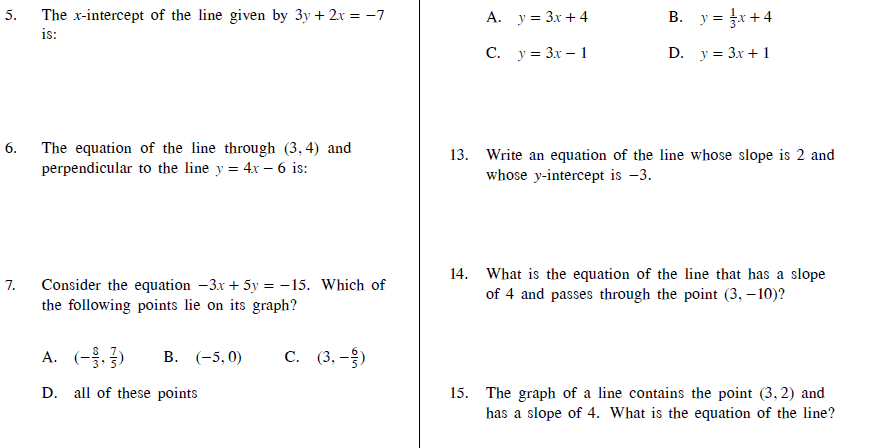 5. The x-intercept of the line given by 3y + 2x = −7
is:
6. The equation of the line through (3, 4) and
perpendicular to the line y = 4x − 6 is:
7. Consider the equation −3x + 5y = −15. Which of
the following points lie on its graph?
A. (−8/3, 7/5) B. (−5, 0) C. (3, −6/5)
D. all of these points
A. y = 3x + 4 B. y = 1/3x + 4
C. y = 3x − 1 D. y = 3x + 1
13. Write an equation of the line whose slope is 2 and
whose y-intercept is −3.
14. What is the equation of the line that has a slope
of 4 and passes through the point (3, −10)?
15. The graph of a line contains the point (3, 2) and
has a slope of 4. What is the equation of the line?